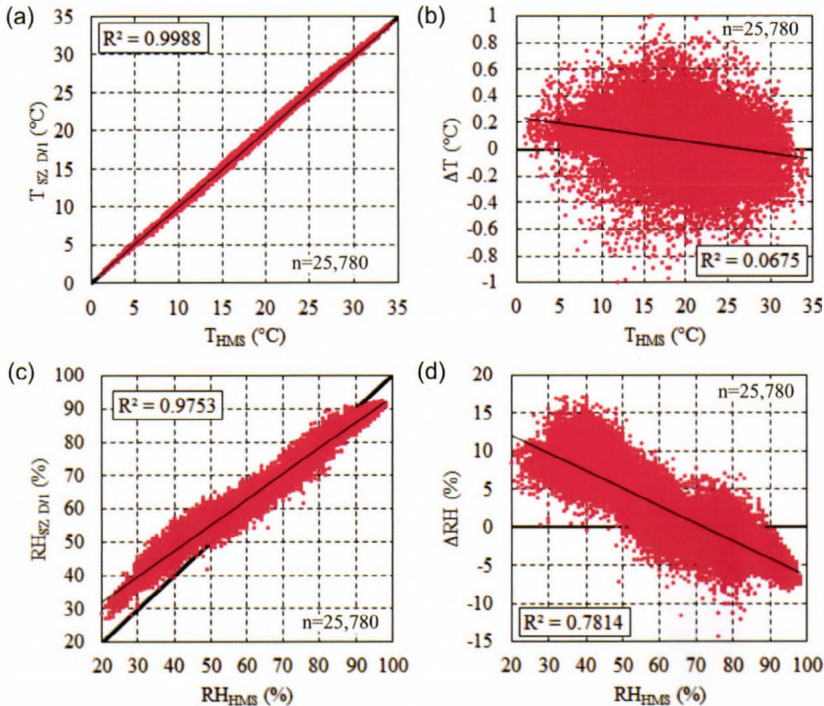 (a)
R² = 0.9988
35
30
25
20
15
10
5
0
T SZ D/1 (°C)
n=25,780
0 5 10 15 20 25 30 35
T_HMS (°C)
(b)
n=25,780
1
0.8
0.6
0.4
0.2
0
-0.2
-0.4
-0.6
-0.8
-1
ΔT (°C)
R² = 0.0675
0 5 10 15 20 25 30 35
T_HMS (°C)
(c)
R² = 0.9753
100
90
80
70
60
50
40
30
20
RH_SZ D/1 (%)
n=25,780
20 30 40 50 60 70 80 90 100
RH_HMS (%)
(d)
n=25,780
20
15
10
5
0
-5
-10
-15
ΔRH (%)
R² = 0.7814
20 30 40 50 60 70 80 90 100
RH_HMS (%)